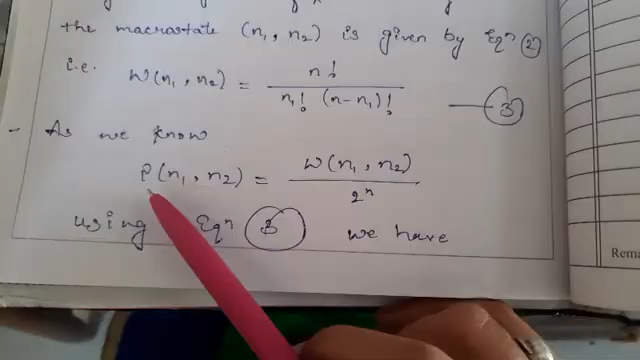 the macrostate (n1, n2) is given by Eqn (2)
i.e. W(n1, n2) = n! / n1! (n-n1)! — (3)
- As we know
P(n1, n2) = W(n1, n2) / 2^n
using Eqn (3) we have
Rema